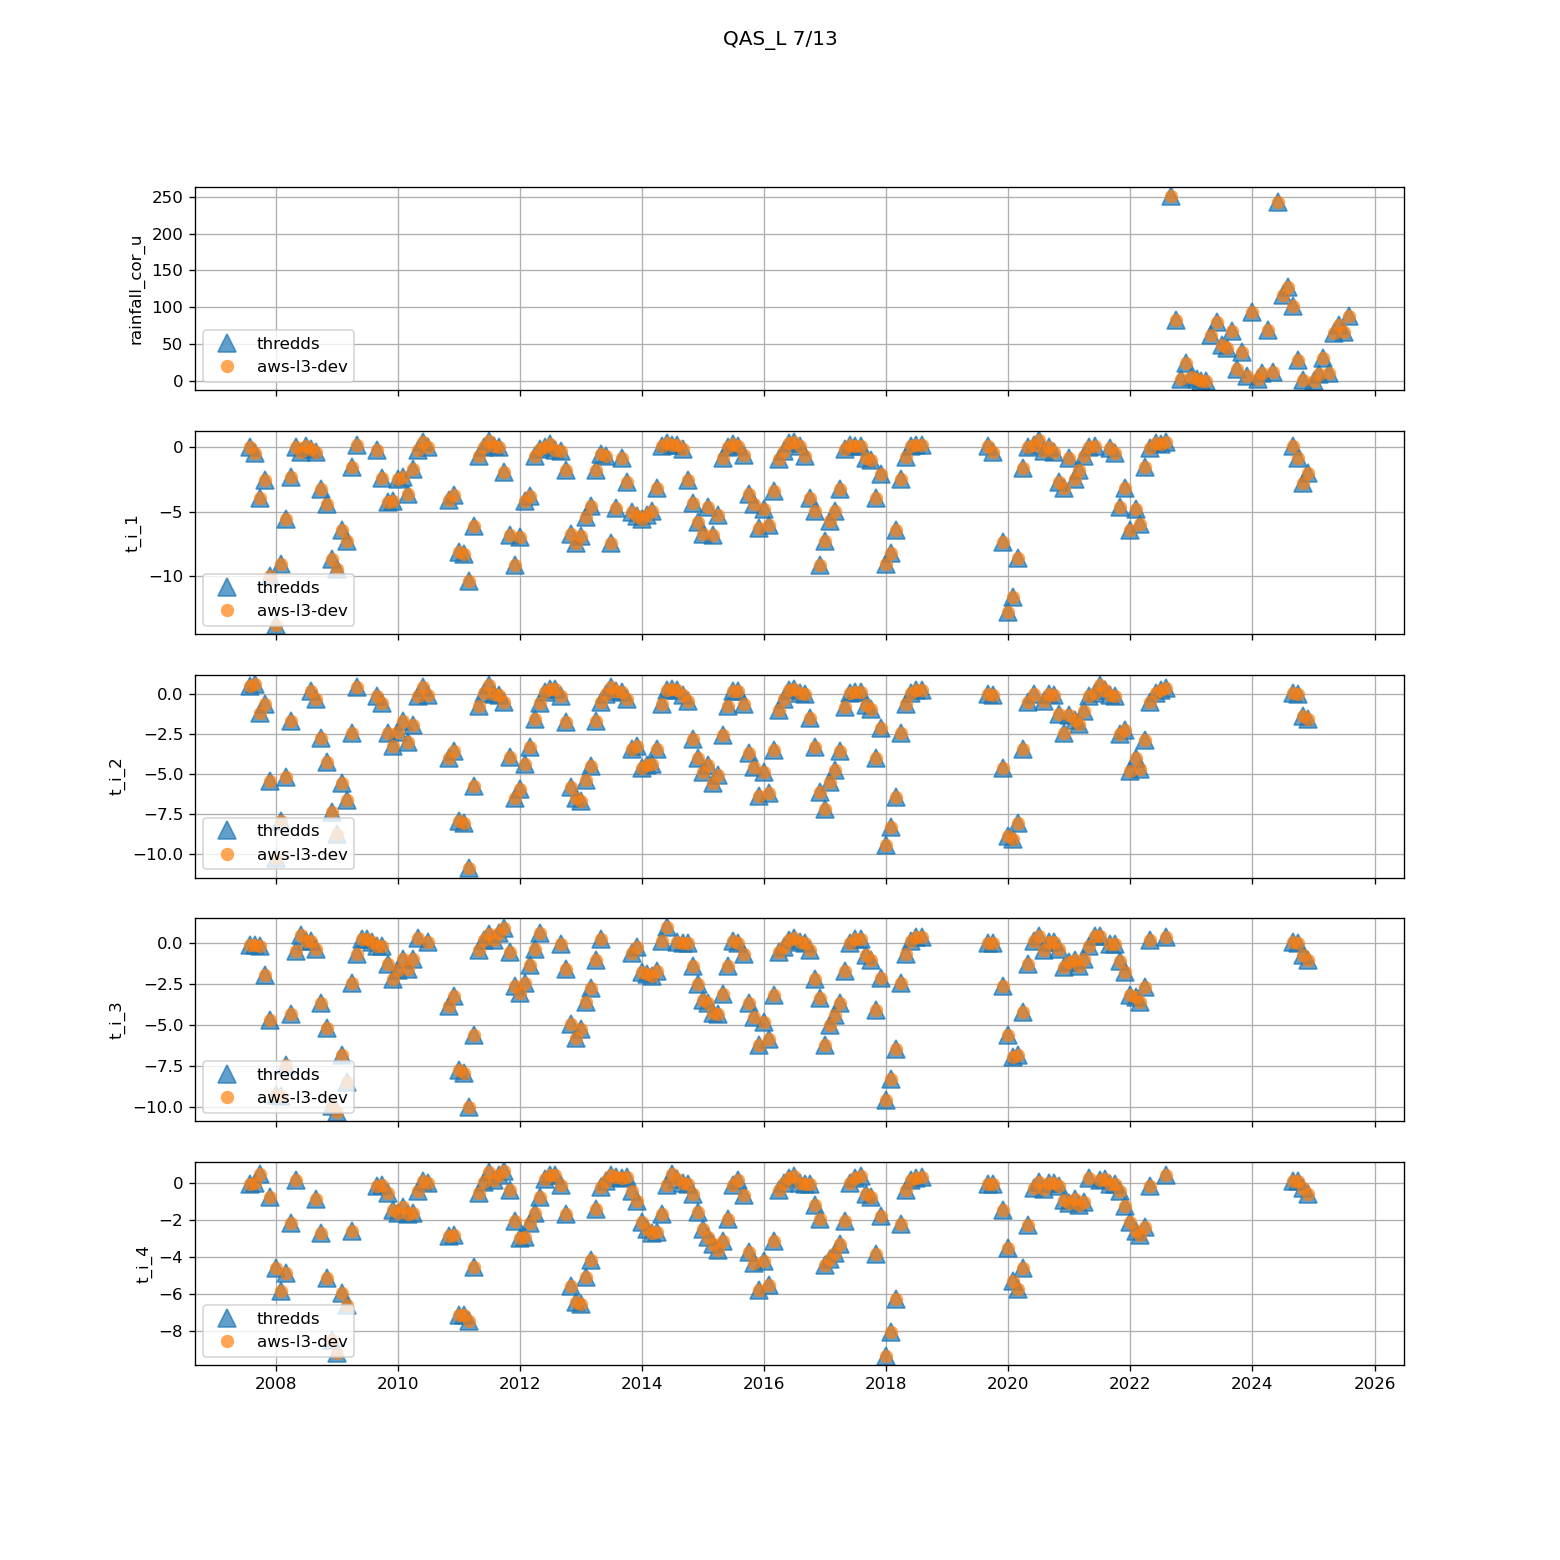 QAS_L 7/13
250
200
150
100
50
0
rainfall_cor_u
thredds
aws-l3-dev
0
−5
−10
t_i_1
thredds
aws-l3-dev
0.0
−2.5
−5.0
−7.5
−10.0
t_i_2
thredds
aws-l3-dev
0.0
−2.5
−5.0
−7.5
−10.0
t_i_3
thredds
aws-l3-dev
0
−2
−4
−6
−8
t_i_4
thredds
aws-l3-dev
2008 2010 2012 2014 2016 2018 2020 2022 2024 2026